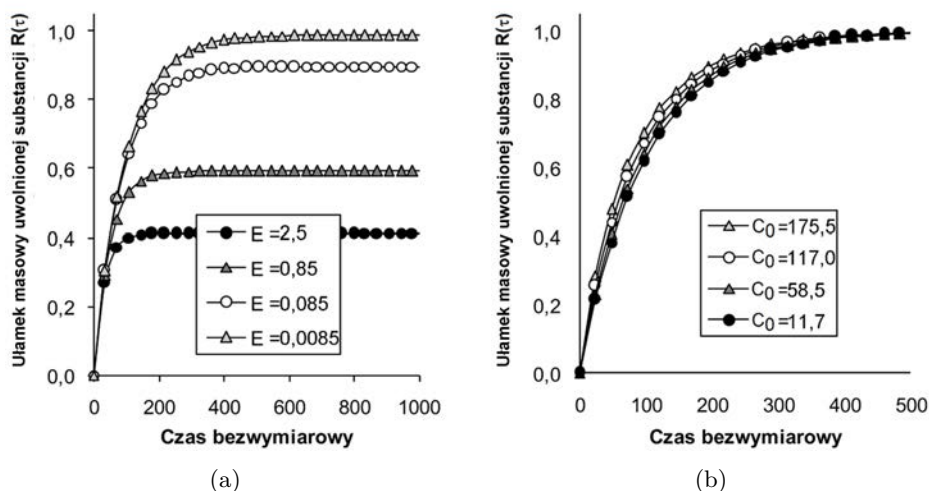 Ułamek masowy uwolnionej substancji R(τ)
1,0
0,8
0,6
0,4
0,2
0,0
E =2,5
E =0,85
E =0,085
E =0,0085
0 200 400 600 800 1000
Czas bezwymiarowy
(a)
Ułamek masowy uwolnionej substancji R(τ)
1,0
0,8
0,6
0,4
0,2
0,0
C0=175,5
C0=117,0
C0=58,5
C0=11,7
0 100 200 300 400 500
Czas bezwymiarowy
(b)